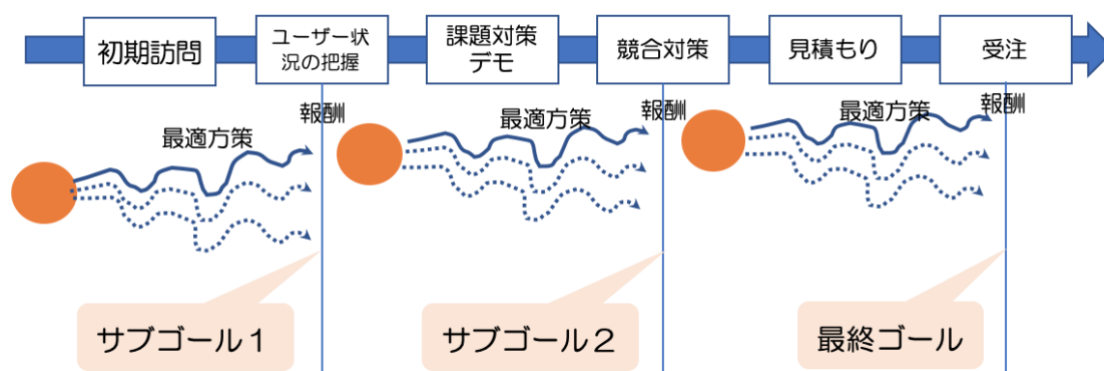 初期訪問
ユーザー状
況の把握
課題対策
デモ
競合対策
見積もり
受注
報酬
報酬
報酬
最適方策
最適方策
最適方策
サブゴール１
サブゴール２
最終ゴール